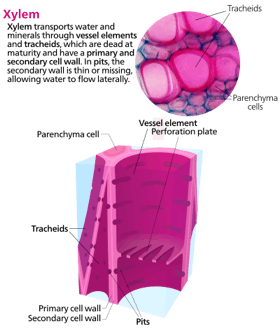 Tracheids
Xylem
Xylem transports water and
minerals through vessel elements
and tracheids, which are dead at
maturity and have a primary and
secondary cell wall. In pits, the
secondary wall is thin or missing,
allowing water to flow laterally.
Parenchyma
cells
Vessel element
Parenchyma cell
Perforation plate
Tracheids
Primary cell wall
Secondary cell wall
Pits